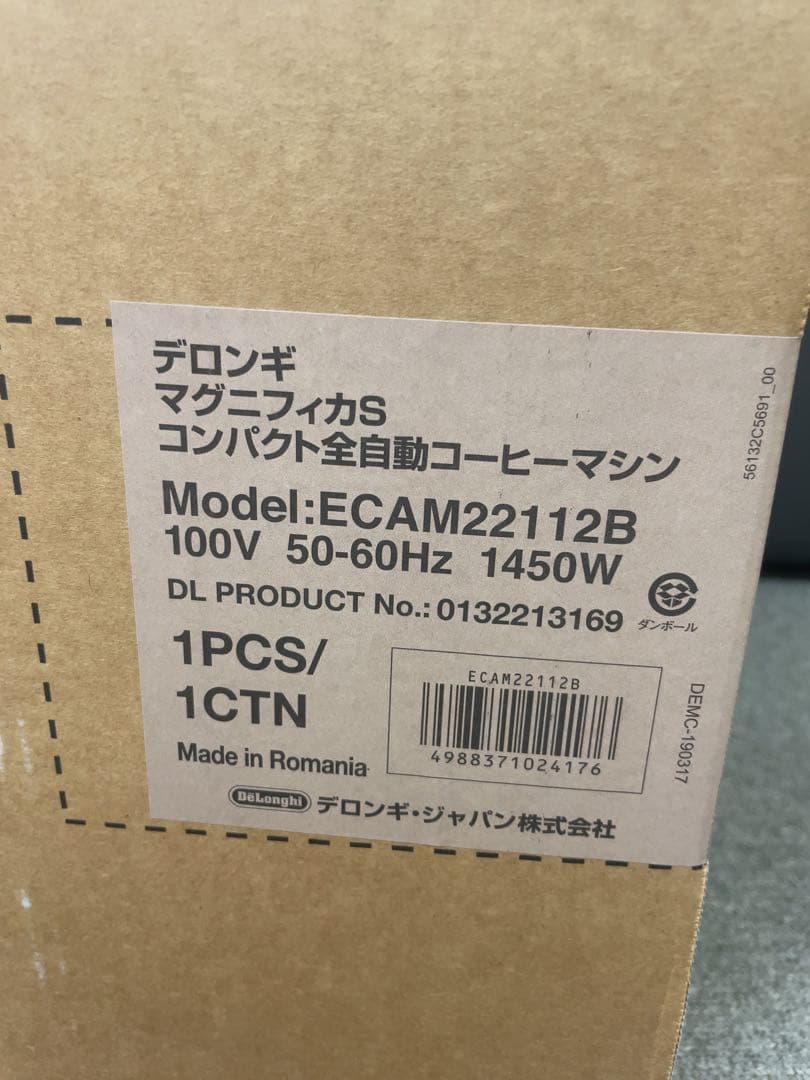 デロンギ
マグニフィカS
コンパクト全自動コーヒーマシン
Model:ECAM22112B
100V 50-60Hz 1450W
DL PRODUCT No.: 0132213169
ダンボール
1PCS/
1CTN
ECAM22112B
4988371024176
Made in Romania
DeLonghi デロンギ・ジャパン株式会社
56132C5691_00
DEMC-190317